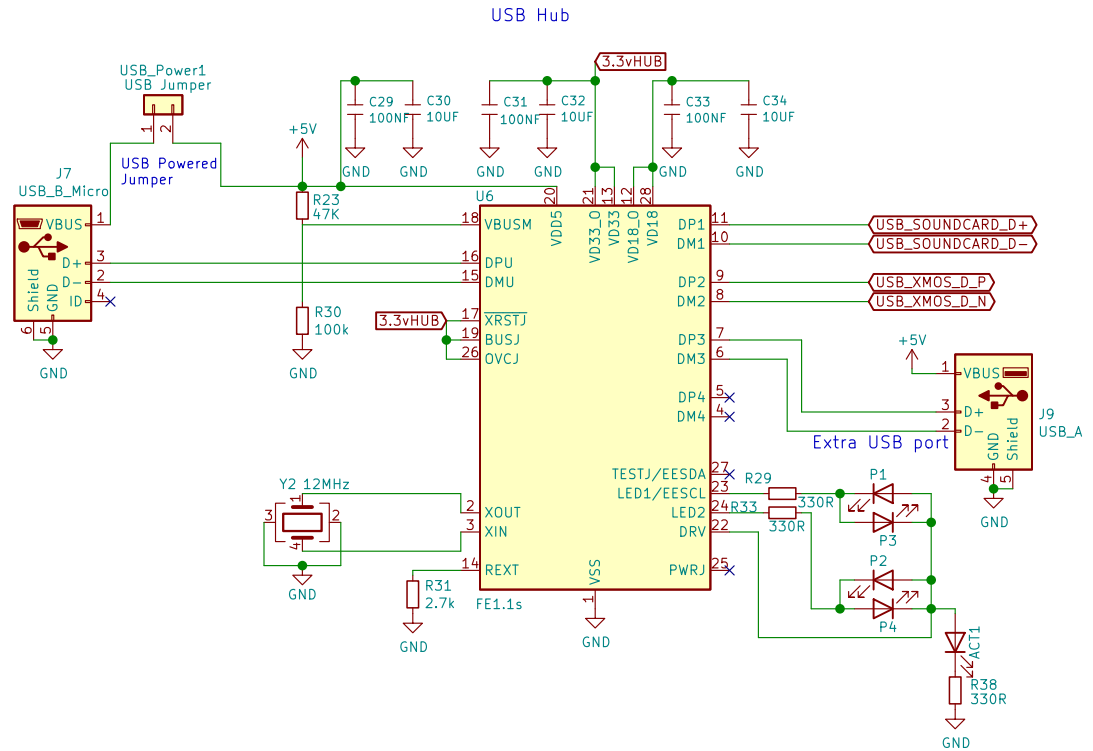 USB Hub
3.3vHUB
USB_Power1
USB Jumper
1
2
USB Powered
Jumper
+5V
C29
100NF
GND
C30
10UF
GND
C31
100NF
GND
C32
10UF
GND
C33
100NF
GND
C34
10UF
GND
J7
USB_B_Micro
VBUS 1
D+ 3
D- 2
ID 4
Shield
GND
6
5
GND
R23
47K
R30
100k
GND
3.3vHUB
U6
20
VDD5
21
VD33_O
13
VD33
12
VD18_O
28
VD18
18 VBUSM
16 DPU
15 DMU
17 XRSTJ
19 BUSJ
26 OVCJ
2 XOUT
3 XIN
14 REXT
DP1 11
DM1 10
DP2 9
DM2 8
DP3 7
DM3 6
DP4 5
DM4 4
TESTJ/EESDA 27
LED1/EESCL 23
LED2 24
DRV 22
PWRJ 25
VSS
1
GND
FE1.1s
USB_SOUNDCARD_D+
USB_SOUNDCARD_D-
USB_XMOS_D_P
USB_XMOS_D_N
+5V
1 VBUS
3 D+
2 D-
GND
Shield
4
5
GND
J9
USB_A
Extra USB port
Y2 12MHz
1
3
2
4
GND
R31
2.7k
GND
R29
330R
R33
330R
P1
P3
P2
P4
ACT1
R38
330R
GND